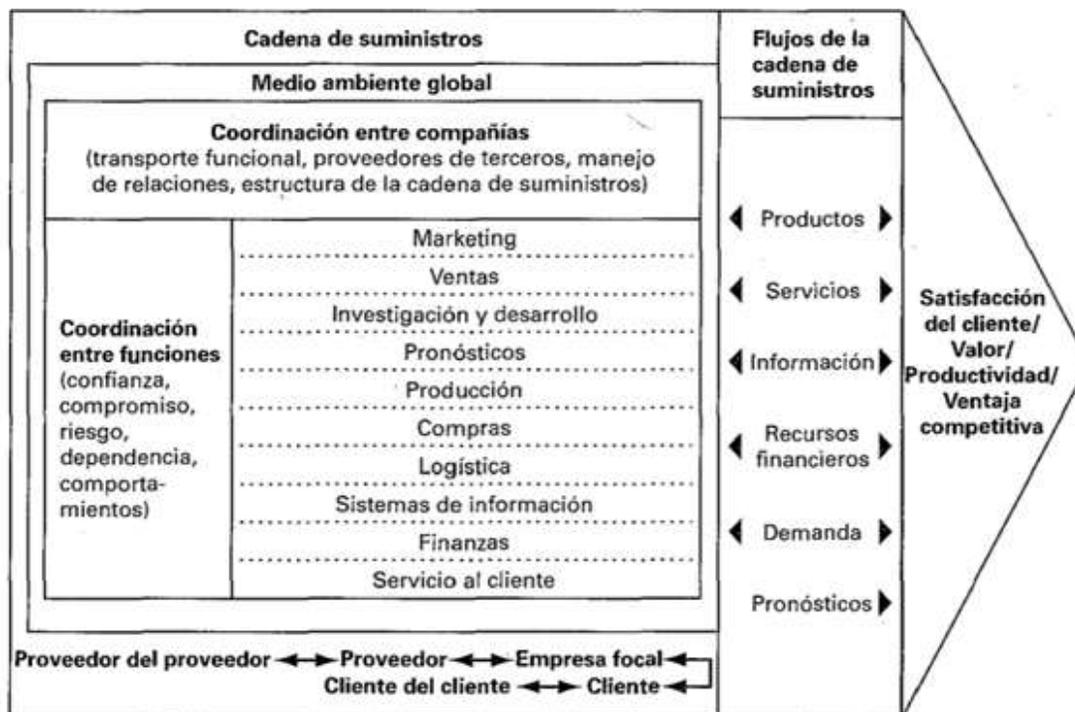 Cadena de suministros
Medio ambiente global
Coordinación entre compañías
(transporte funcional, proveedores de terceros, manejo
de relaciones, estructura de la cadena de suministros)
Coordinación
entre funciones
(confianza,
compromiso,
riesgo,
dependencia,
comporta-
mientos)
Marketing
Ventas
Investigación y desarrollo
Pronósticos
Producción
Compras
Logística
Sistemas de información
Finanzas
Servicio al cliente
Proveedor del proveedor Proveedor Empresa focal
Cliente del cliente Cliente
Flujos de la
cadena de
suministros
Productos
Servicios
Información
Recursos
financieros
Demanda
Pronósticos
Satisfacción
del cliente/
Valor/
Productividad/
Ventaja
competitiva